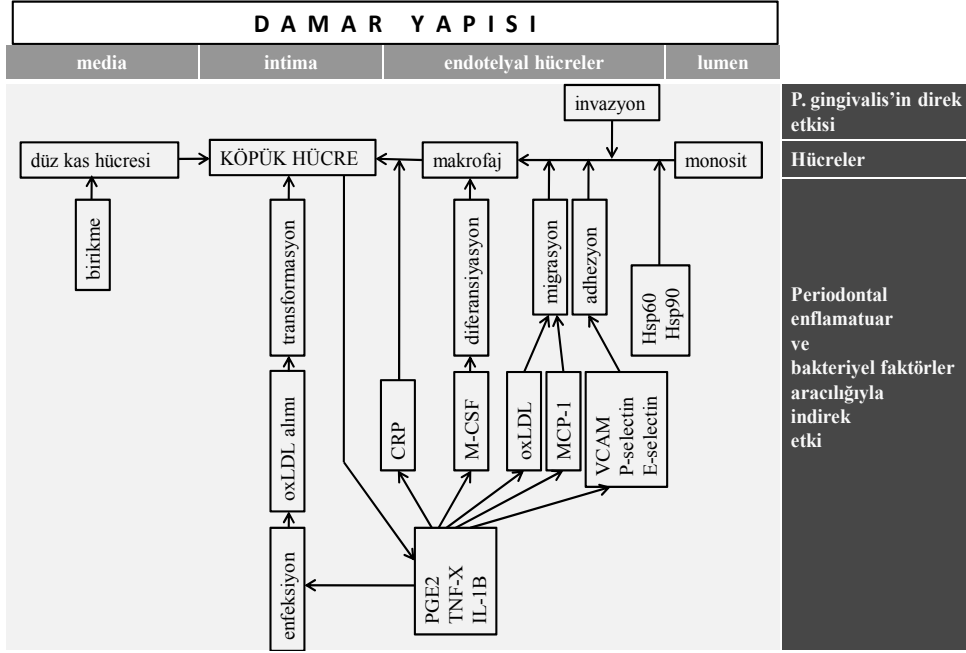 DAMAR YAPISI
media
intima
endotelyal hücreler
lumen
invazyon
P. gingivalis’in direk
etkisi
düz kas hücresi
KÖPÜK HÜCRE
makrofaj
monosit
Hücreler
birikme
transformasyon
diferansiyasyon
migrasyon
adhezyon
Hsp60
Hsp90
Periodontal
enflamatuar
ve
bakteriyel faktörler
aracılığıyla
indirek
etki
oxLDL alımı
CRP
M-CSF
oxLDL
MCP-1
VCAM
P-selectin
E-selectin
enfeksiyon
PGE2
TNF-X
IL-1B